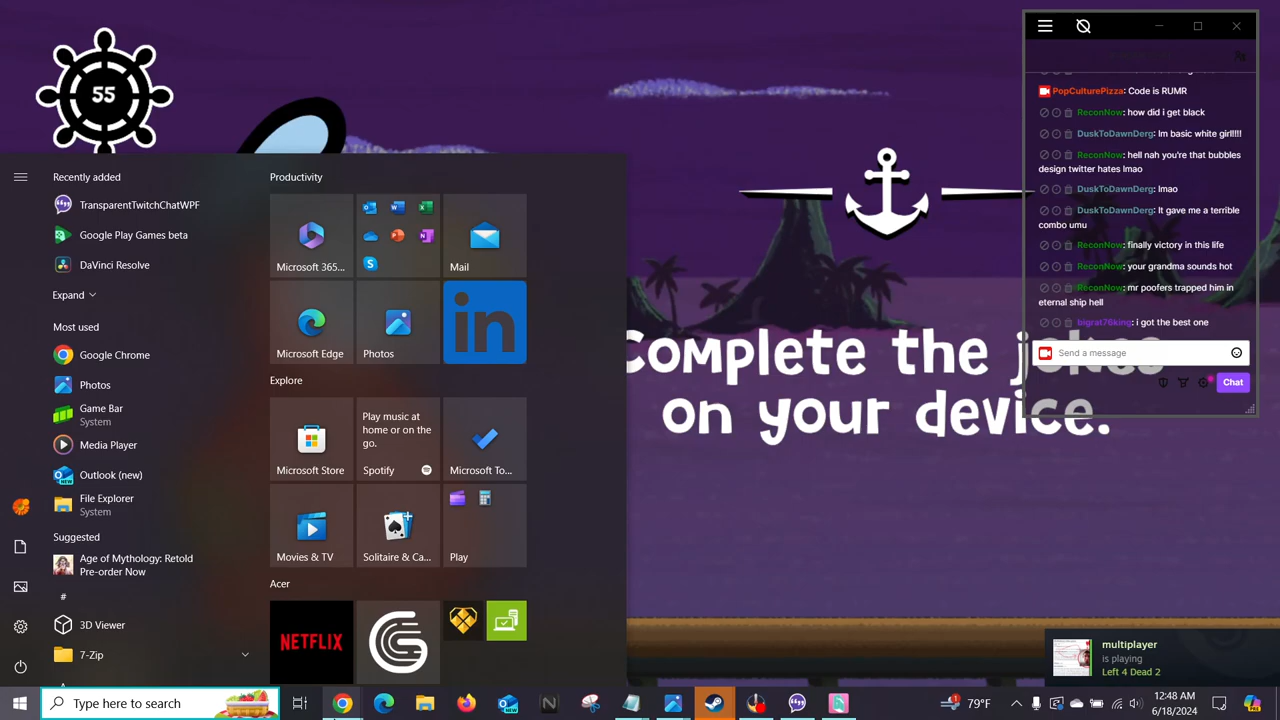 55
Complete the jokes
on your device.
Recently added
TransparentTwitchChatWPF
Google Play Games beta
DaVinci Resolve
Expand
Most used
Google Chrome
Photos
Game Bar
System
Media Player
Outlook (new)
File Explorer
System
Suggested
Age of Mythology: Retold
Pre-order Now
#
3D Viewer
7-Zip
Productivity
Microsoft 365...
Mail
Microsoft Edge
Photos
in
Explore
Microsoft Store
Play music at
home or on the
go.
Spotify
Microsoft To...
Movies & TV
Solitaire & Ca...
Play
Acer
NETFLIX
PopCulturePizza: Code is RUMR
ReconNow: how did i get black
DuskToDawnDerg: Im basic white girl!!!!
ReconNow: hell nah you're that bubbles
design twitter hates lmao
DuskToDawnDerg: lmao
DuskToDawnDerg: It gave me a terrible
combo umu
ReconNow: finally victory in this life
ReconNow: your grandma sounds hot
ReconNow: mr poofers trapped him in
eternal ship hell
bigrat76king: i got the best one
Send a message
Chat
multiplayer
is playing
Left 4 Dead 2
Type here to search
79°F
12:48 AM
6/18/2024